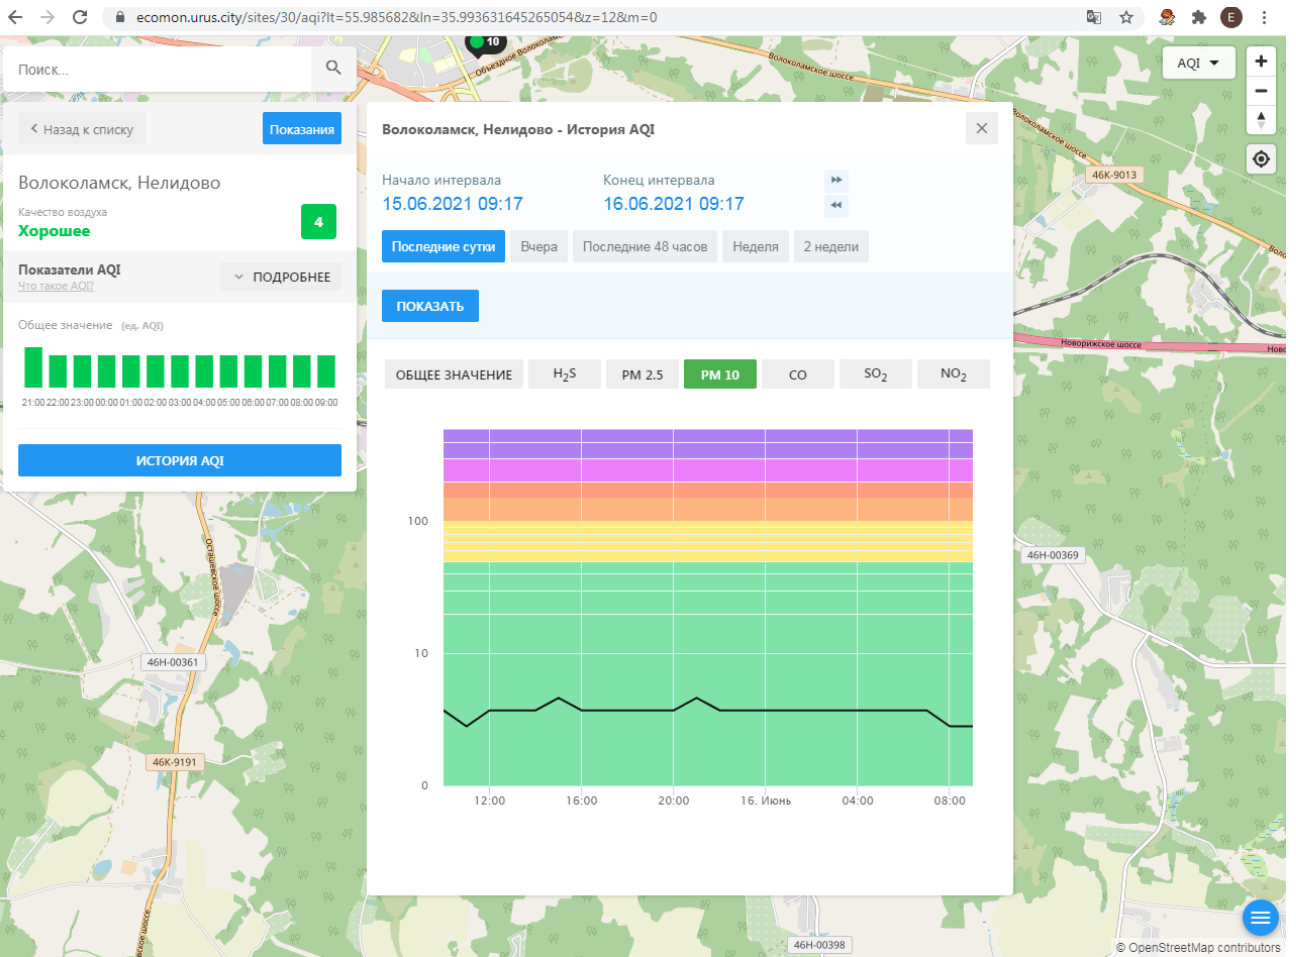 ecomon.urus.city/sites/30/aqi?lt=55.985682&ln=35.993631645265054&z=12&m=0
E
10
Объездное Волоколамск
Волоколамское шоссе
Поиск...
AQI
Назад к списку
Показания
Волоколамск, Нелидово - История AQI
Волоколамское шоссе
46К-9013
Волоколамск, Нелидово
Качество воздуха
Хорошее
4
Начало интервала
Конец интервала
15.06.2021 09:17
16.06.2021 09:17
Последние сутки
Вчера
Последние 48 часов
Неделя
2 недели
Показатели AQI
Что такое AQI?
ПОДРОБНЕЕ
ПОКАЗАТЬ
Общее значение (ед. AQI)
21:00 22:00 23:00 00:00 01:00 02:00 03:00 04:00 05:00 06:00 07:00 08:00 09:00
Новорижское шоссе
Ново
ОБЩЕЕ ЗНАЧЕНИЕ
H2S
PM 2.5
PM 10
CO
SO2
NO2
ИСТОРИЯ AQI
100
10
0
12:00
16:00
20:00
16. Июнь
04:00
08:00
Осташевское шоссе
46Н-00361
46К-9191
46Н-00369
46Н-00398
© OpenStreetMap contributors